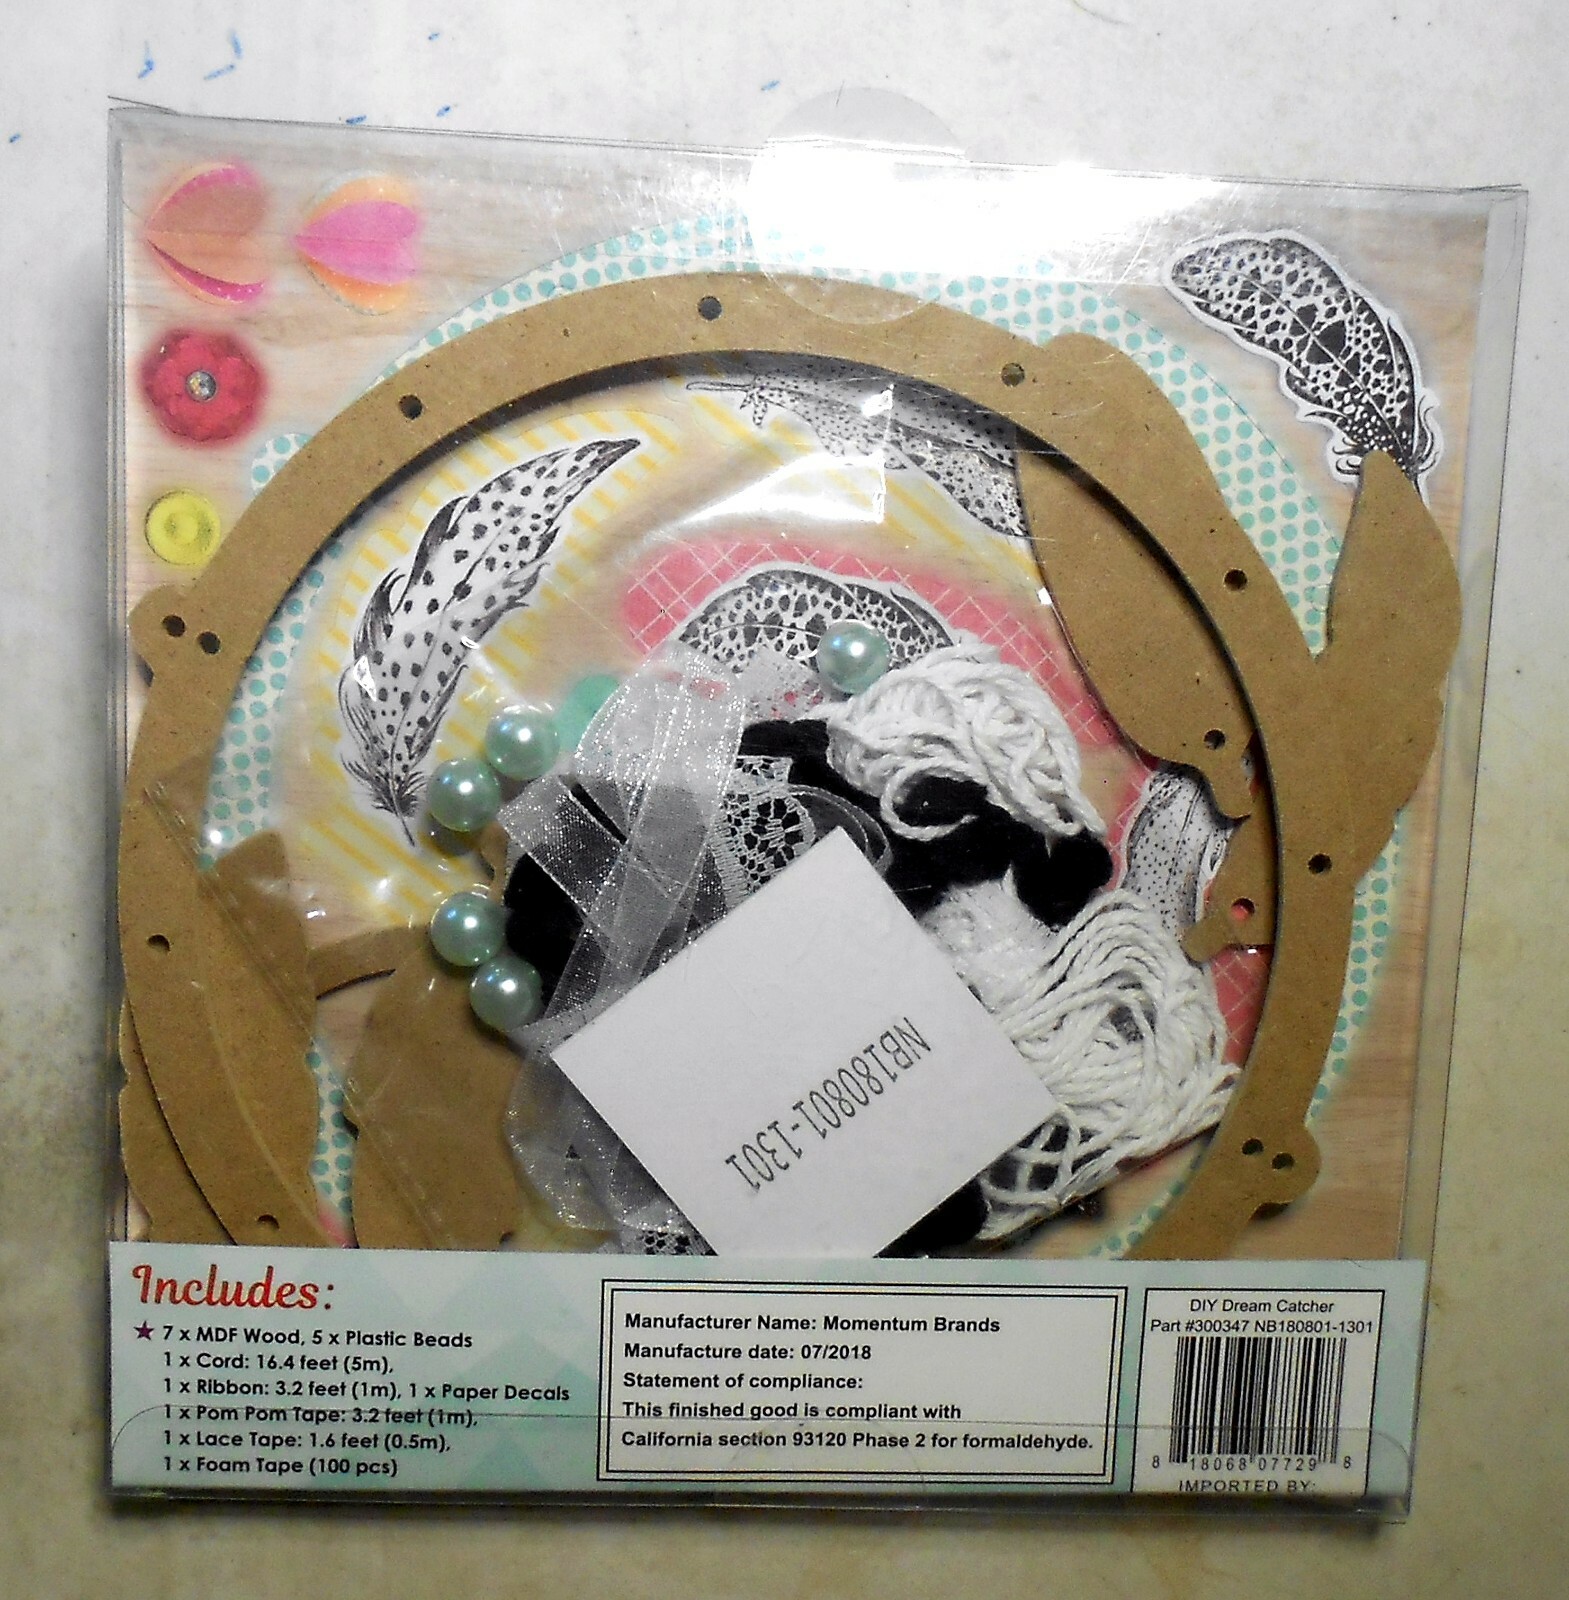 NB180801-1301
Includes:
★ 7 x MDF Wood, 5 x Plastic Beads
1 x Cord: 16.4 feet (5m),
1 x Ribbon: 3.2 feet (1m), 1 x Paper Decals
1 x Pom Pom Tape: 3.2 feet (1m),
1 x Lace Tape: 1.6 feet (0.5m),
1 x Foam Tape (100 pcs)
Manufacturer Name: Momentum Brands
Manufacture date: 07/2018
Statement of compliance:
This finished good is compliant with
California section 93120 Phase 2 for formaldehyde.
DIY Dream Catcher
Part #300347 NB180801-1301
8 18068 07729 8
IMPORTED BY: